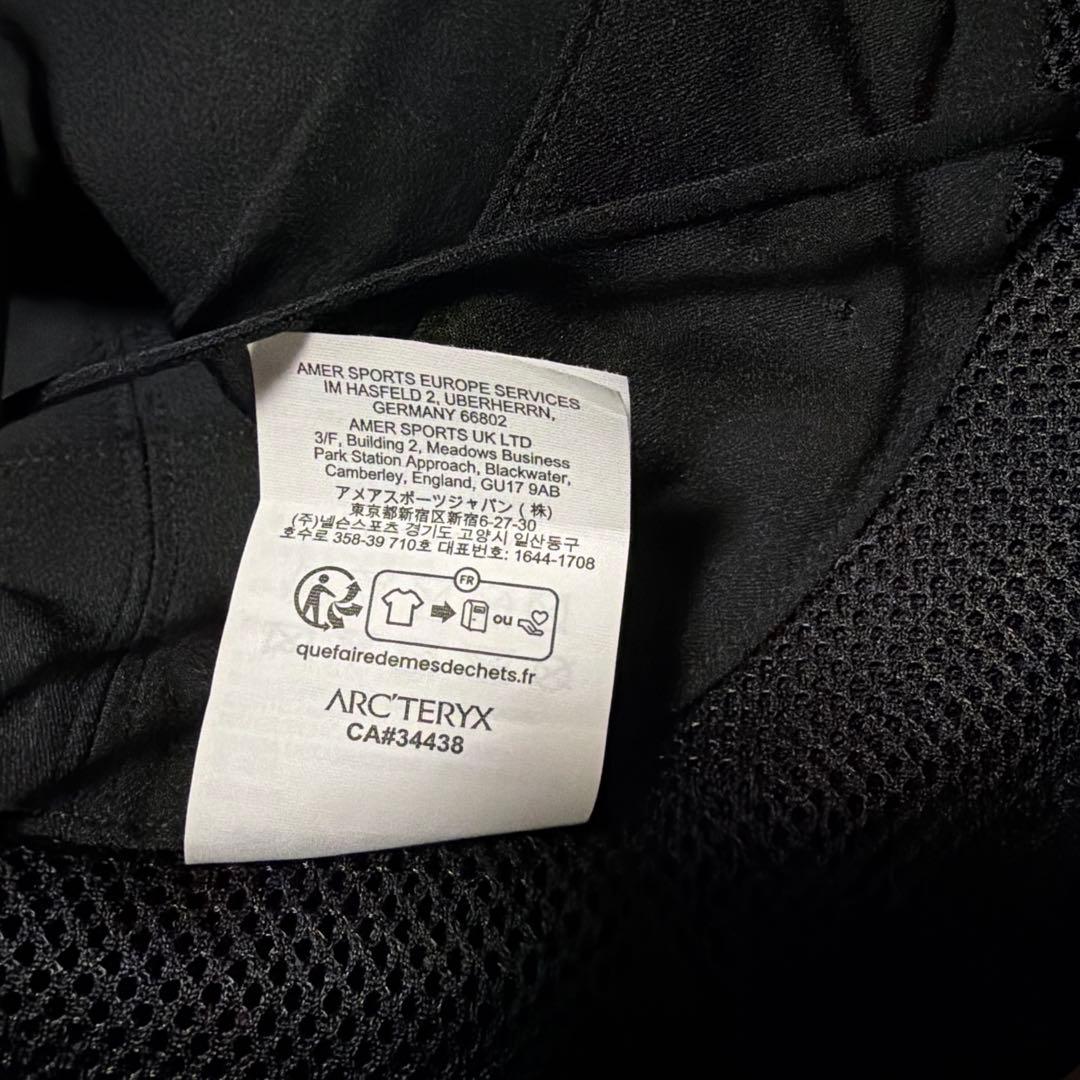 AMER SPORTS EUROPE SERVICES
IM HASFELD 2, UBERHERRN,
GERMANY 66802
AMER SPORTS UK LTD
3/F, Building 2, Meadows Business
Park Station Approach, Blackwater,
Camberley, England, GU17 9AB
アメアスポーツジャパン (株)
東京都新宿区新宿6-27-30
(주)넬슨스포츠 경기도 고양시 일산동구
호수로 358-39 710호 대표번호: 1644-1708
FR
ou
quefairedemesdechets.fr
ARC'TERYX
CA#34438